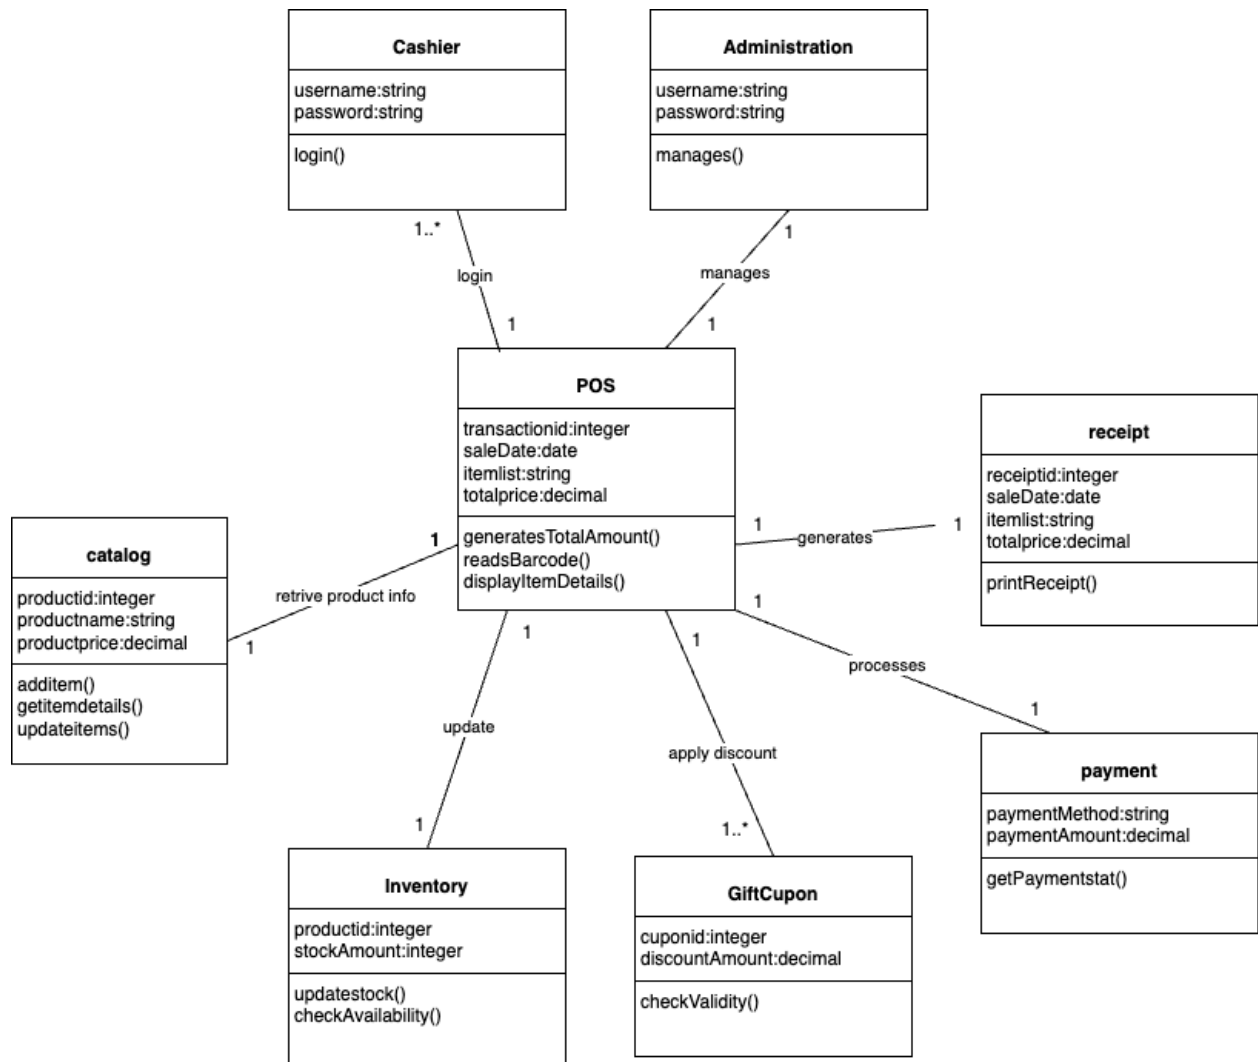 Cashier
username:string
password:string
login()
Administration
username:string
password:string
manages()
1..*
login
1
1
manages
1
POS
transactionid:integer
saleDate:date
itemlist:string
totalprice:decimal
generatesTotalAmount()
readsBarcode()
displayItemDetails()
receipt
receiptid:integer
saleDate:date
itemlist:string
totalprice:decimal
printReceipt()
1
generates
1
catalog
productid:integer
productname:string
productprice:decimal
additem()
getitemdetails()
updateitems()
1
retrive product info
1
1
update
1
1
apply discount
1..*
1
processes
1
payment
paymentMethod:string
paymentAmount:decimal
getPaymentstat()
Inventory
productid:integer
stockAmount:integer
updatestock()
checkAvailability()
GiftCupon
cuponid:integer
discountAmount:decimal
checkValidity()